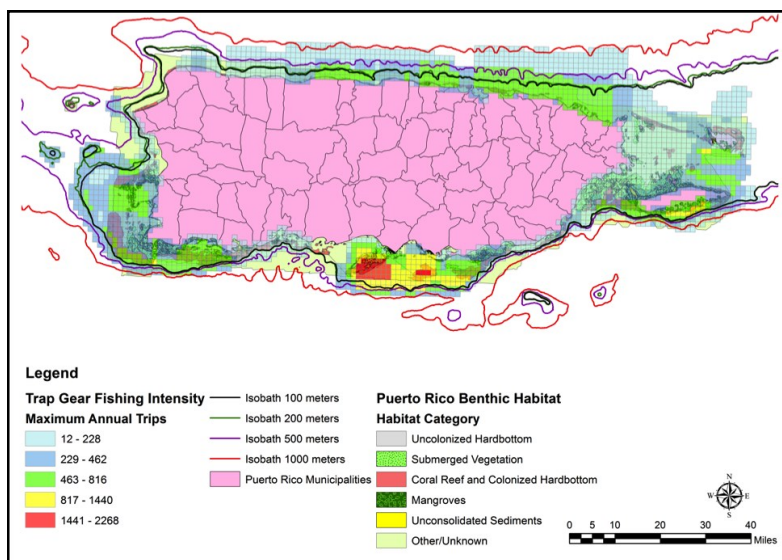 Legend
Trap Gear Fishing Intensity
Maximum Annual Trips
12 - 228
229 - 462
463 - 816
817 - 1440
1441 - 2268
Isobath 100 meters
Isobath 200 meters
Isobath 500 meters
Isobath 1000 meters
Puerto Rico Municipalities
Puerto Rico Benthic Habitat
Habitat Category
Uncolonized Hardbottom
Submerged Vegetation
Coral Reef and Colonized Hardbottom
Mangroves
Unconsolidated Sediments
Other/Unknown
N
W E
S
0 5 10 20 30 40
Miles